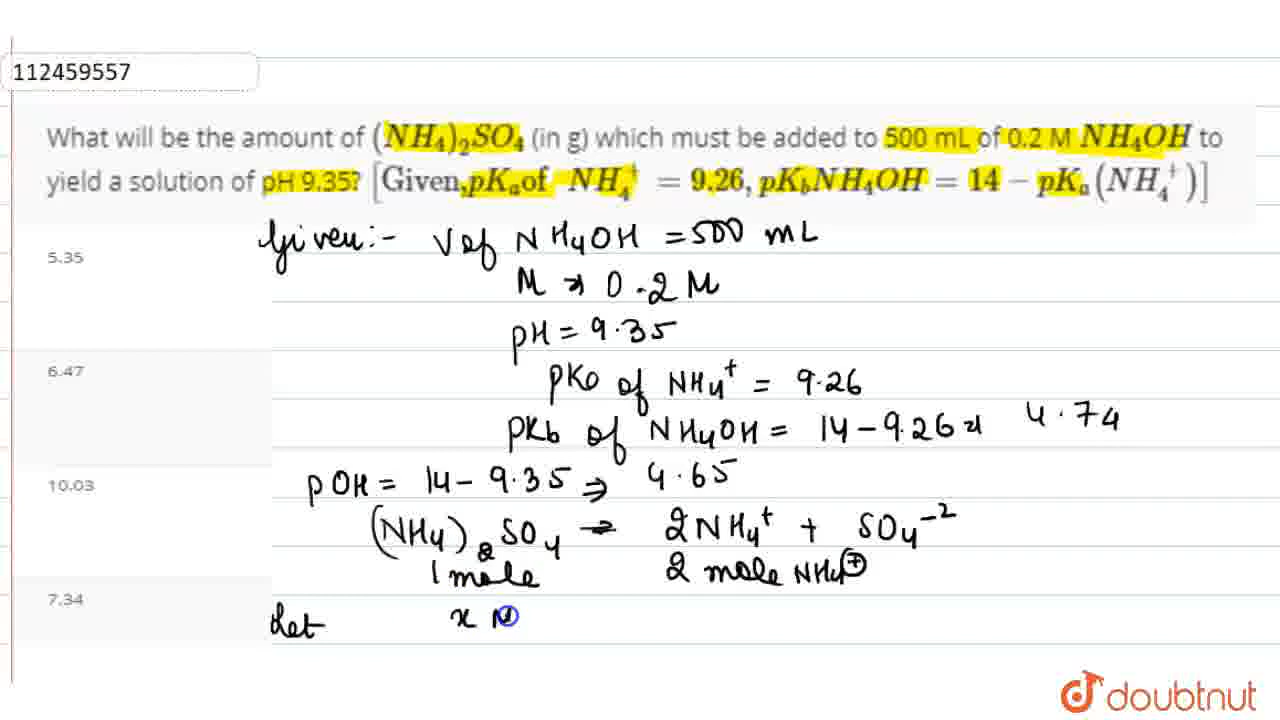 112459557
What will be the amount of (NH₄)₂SO₄ (in g) which must be added to 500 mL of 0.2 M NH₄OH to
yield a solution of pH 9.35? [Given,pKₐof NH₄⁺ = 9.26, pK_bNH₄OH = 14 − pKₐ(NH₄⁺)]
Given:- V of NH₄OH = 500 mL
5.35
M → 0.2 M
pH = 9.35
6.47
pKa of NH₄⁺ = 9.26
pKb of NH₄OH = 14 - 9.26 = 4.74
10.03
pOH = 14 - 9.35 ⇒ 4.65
(NH₄)₂SO₄ → 2NH₄⁺ + SO₄⁻²
1 mole 2 mole NH₄⁺
7.34
Let x M
doubtnut